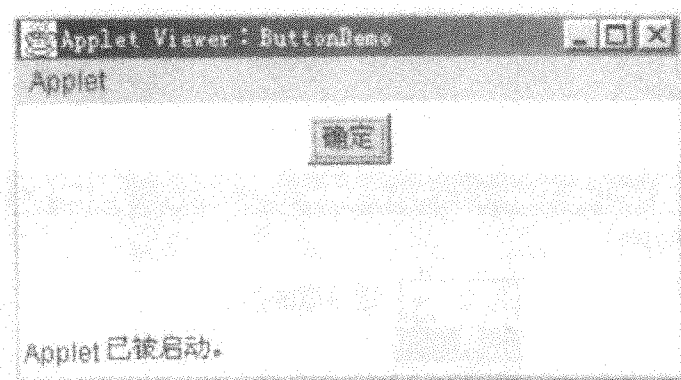 Applet Viewer：ButtonDemo
Applet
确定
Applet 已被启动。